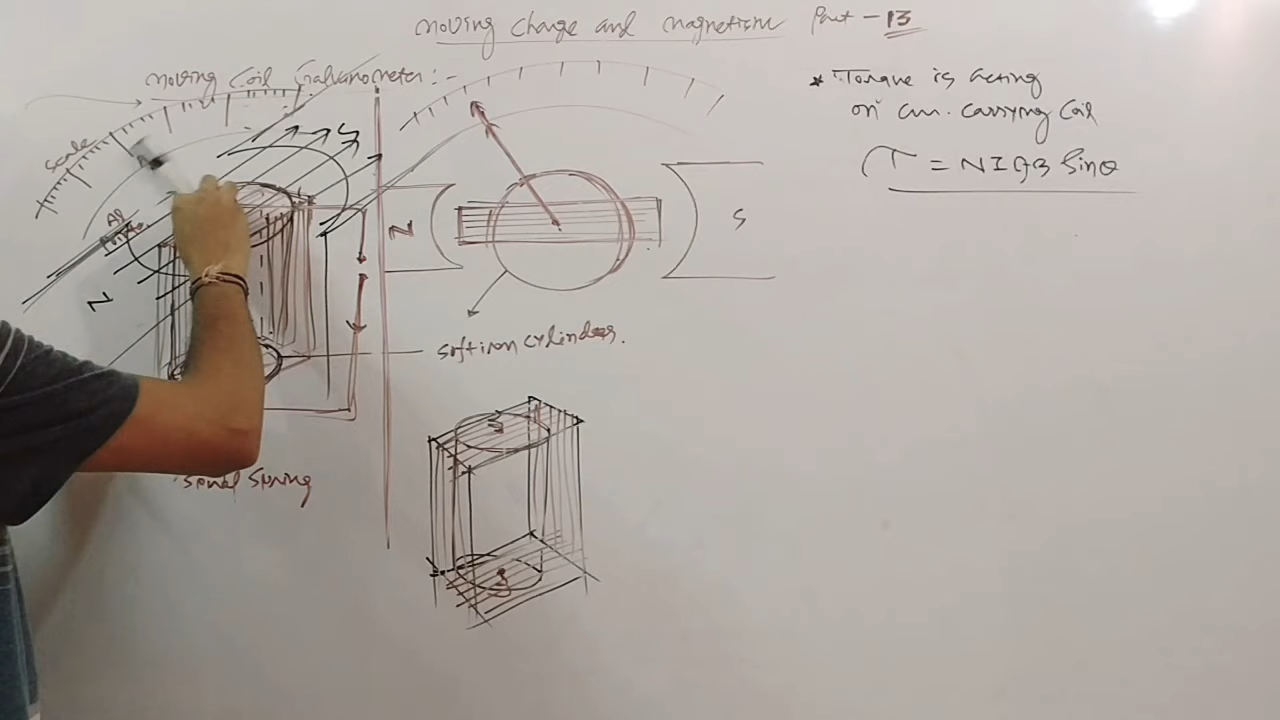 moving charge and magnetism Part - 13
moving Coil Galvanometer:-
scale
N
S
N
S
soft iron cylinder.
spiral spring
* Torque is acting
on curr. carrying coil
τ = NIAB Sinθ